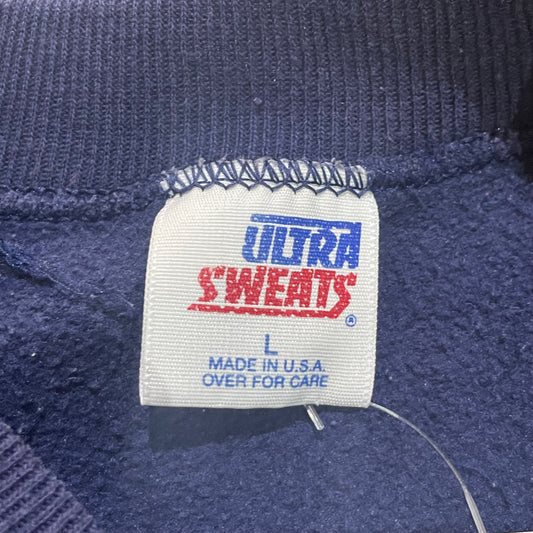 ULTRA
SWEATS®
L
MADE IN U.S.A.
OVER FOR CARE